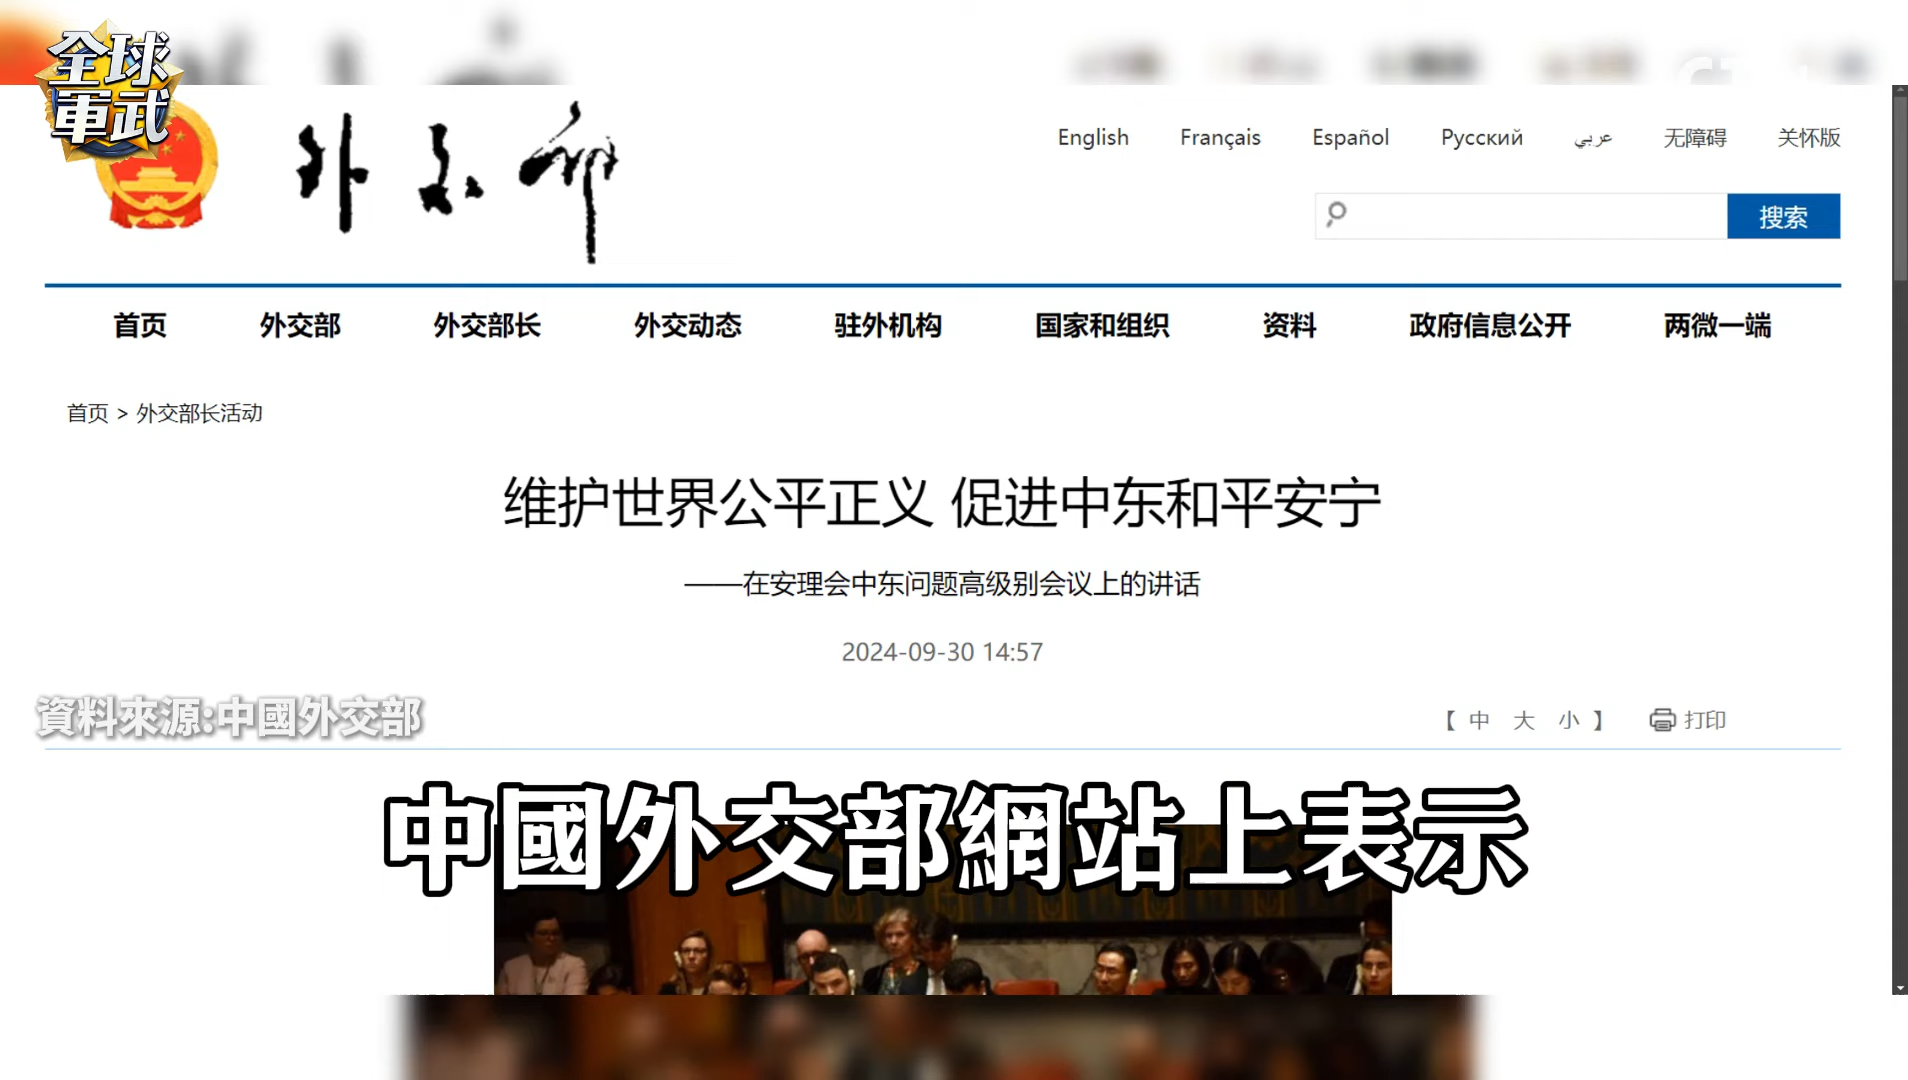 全球
軍武
外交部
English Français Español Русский عربي 无障碍 关怀版
搜索
首页 外交部 外交部长 外交动态 驻外机构 国家和组织 资料 政府信息公开 两微一端
首页 > 外交部长活动
维护世界公平正义 促进中东和平安宁
——在安理会中东问题高级别会议上的讲话
2024-09-30 14:57
資料來源:中國外交部
【 中 大 小 】 打印
中國外交部網站上表示